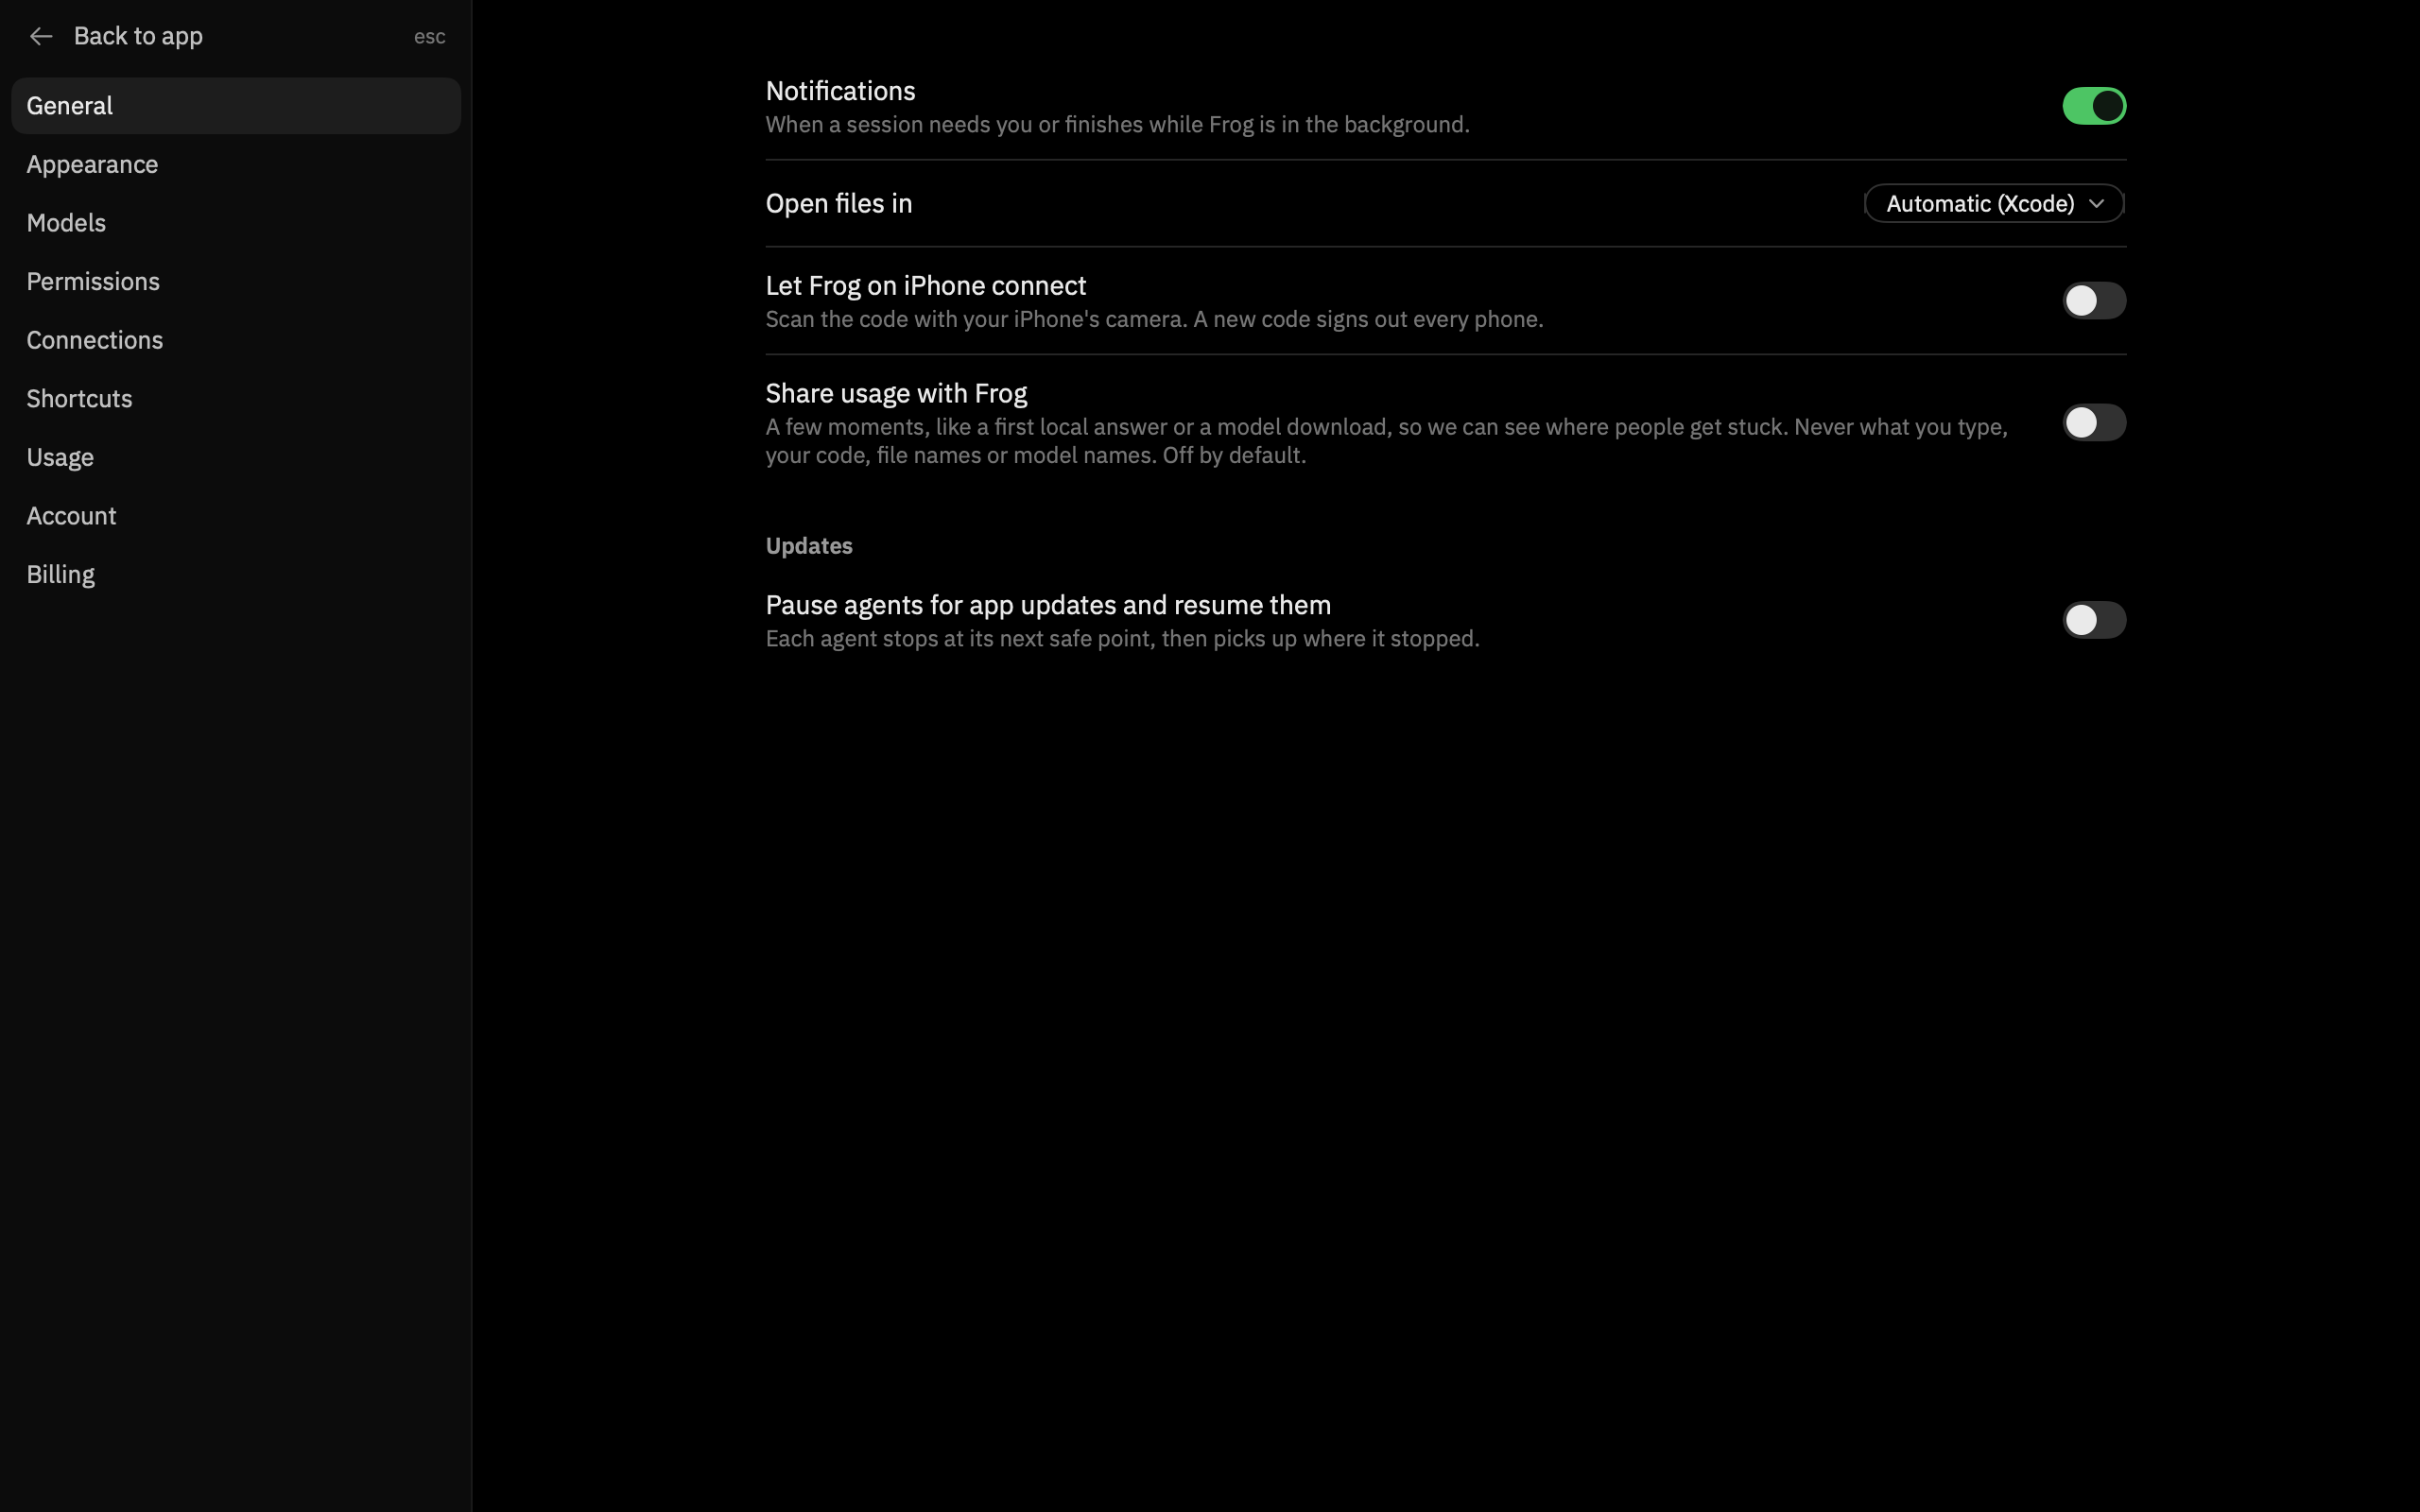 Back to app
esc
General
Appearance
Models
Permissions
Connections
Shortcuts
Usage
Account
Billing
Notifications
When a session needs you or finishes while Frog is in the background.
Open files in
Automatic (Xcode)
Let Frog on iPhone connect
Scan the code with your iPhone's camera. A new code signs out every phone.
Share usage with Frog
A few moments, like a first local answer or a model download, so we can see where people get stuck. Never what you type,
your code, file names or model names. Off by default.
Updates
Pause agents for app updates and resume them
Each agent stops at its next safe point, then picks up where it stopped.